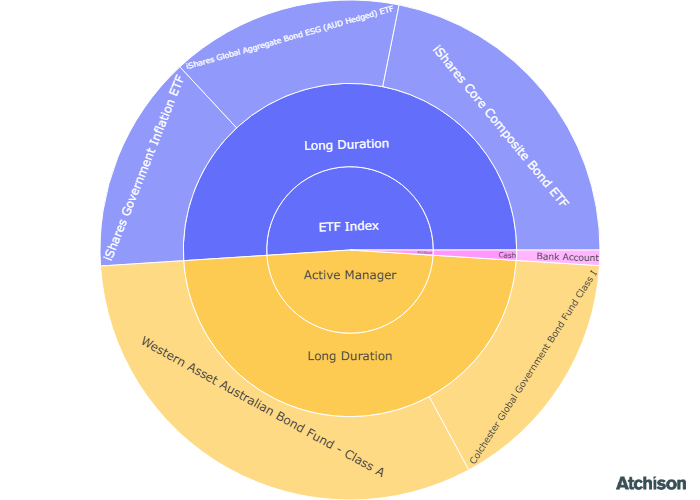 iShares Global Aggregate Bond ESG (AUD Hedged) ETF
iShares Core Composite Bond ETF
iShares Government Inflation ETF
Long Duration
ETF Index
Cash
Bank Account
Active Manager
Long Duration
Western Asset Australian Bond Fund - Class A
Colchester Global Government Bond Fund Class I
Atchison